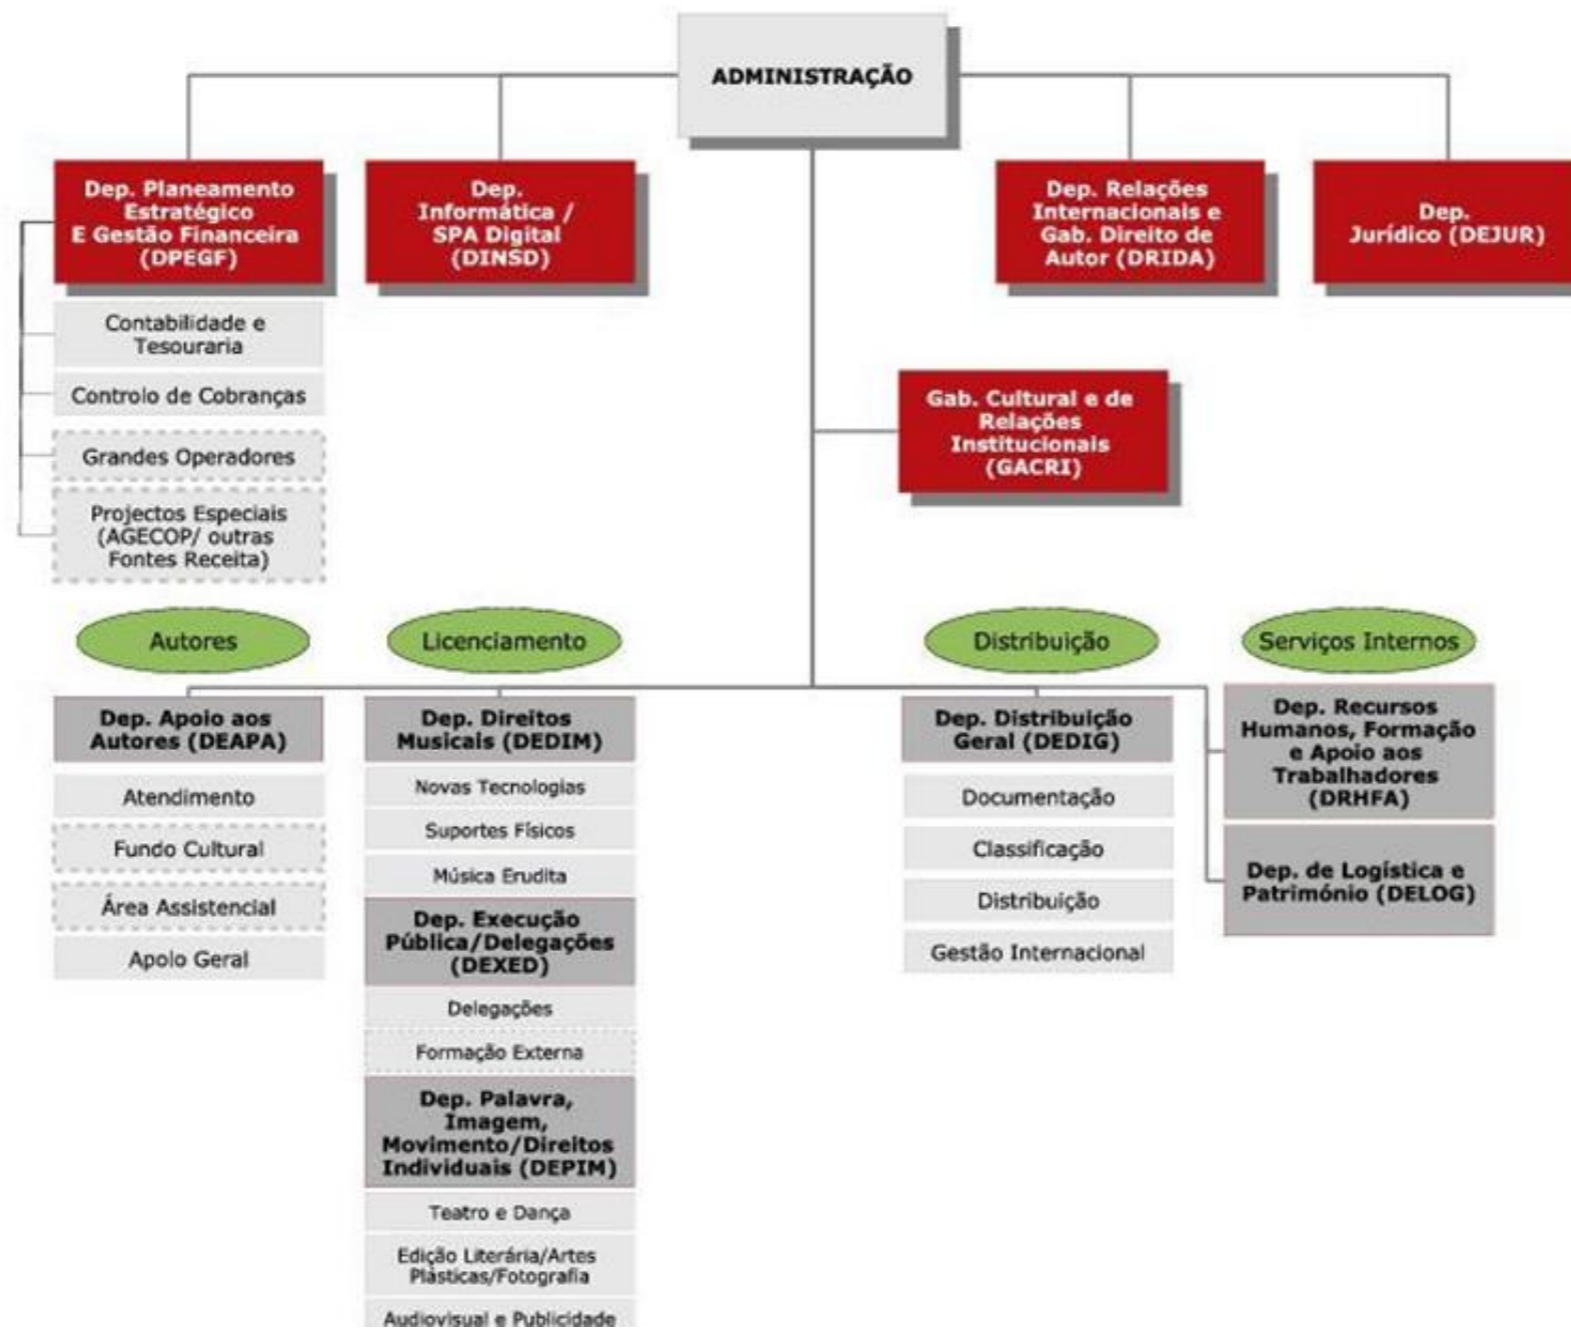 ADMINISTRAÇÃO
Dep. Planeamento
Estratégico
E Gestão Financeira
(DPEGF)
Dep.
Informática /
SPA Digital
(DINSD)
Dep. Relações
Internacionais e
Gab. Direito de
Autor (DRIDA)
Dep.
Jurídico (DEJUR)
Contabilidade e
Tesouraria
Controlo de Cobranças
Grandes Operadores
Projectos Especiais
(AGECOP/ outras
Fontes Receita)
Gab. Cultural e de
Relações
Institucionais
(GACRI)
Autores
Licenciamento
Distribuição
Serviços Internos
Dep. Apoio aos
Autores (DEAPA)
Atendimento
Fundo Cultural
Área Assistencial
Apoio Geral
Dep. Direitos
Musicais (DEDIM)
Novas Tecnologias
Suportes Físicos
Música Erudita
Dep. Execução
Pública/Delegações
(DEXED)
Delegações
Formação Externa
Dep. Palavra,
Imagem,
Movimento/Direitos
Individuais (DEPIM)
Teatro e Dança
Edição Literária/Artes
Plásticas/Fotografia
Audiovisual e Publicidade
Dep. Distribuição
Geral (DEDIG)
Documentação
Classificação
Distribuição
Gestão Internacional
Dep. Recursos
Humanos, Formação
e Apoio aos
Trabalhadores
(DRHFA)
Dep. de Logística e
Património (DELOG)